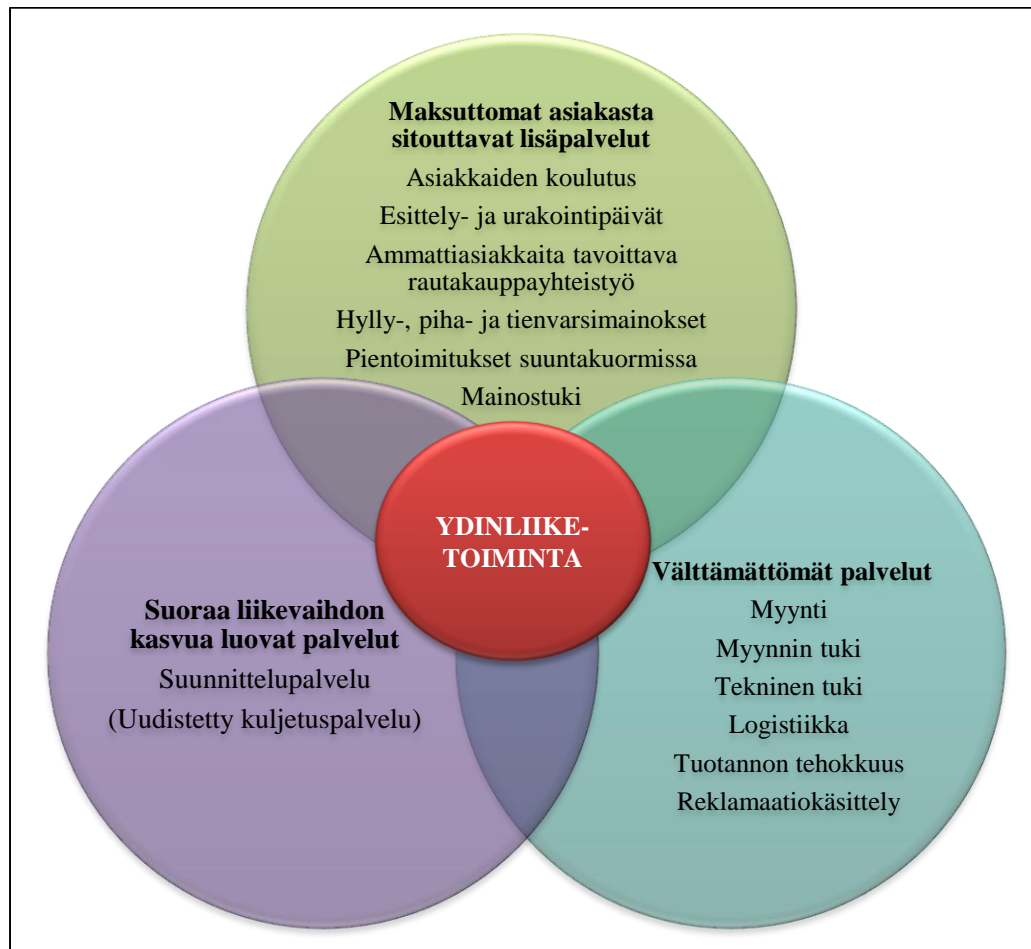 Maksuttomat asiakasta
sitouttavat lisäpalvelut
Asiakkaiden koulutus
Esittely- ja urakointipäivät
Ammattiasiakkaita tavoittava
rautakauppayhteistyö
Hylly-, piha- ja tienvarsimainokset
Pientoimitukset suuntakuormissa
Mainostuki
YDINLIIKE-
TOIMINTA
Suoraa liikevaihdon
kasvua luovat palvelut
Suunnittelupalvelu
(Uudistetty kuljetuspalvelu)
Välttämättömät palvelut
Myynti
Myynnin tuki
Tekninen tuki
Logistiikka
Tuotannon tehokkuus
Reklamaatiokäsittely